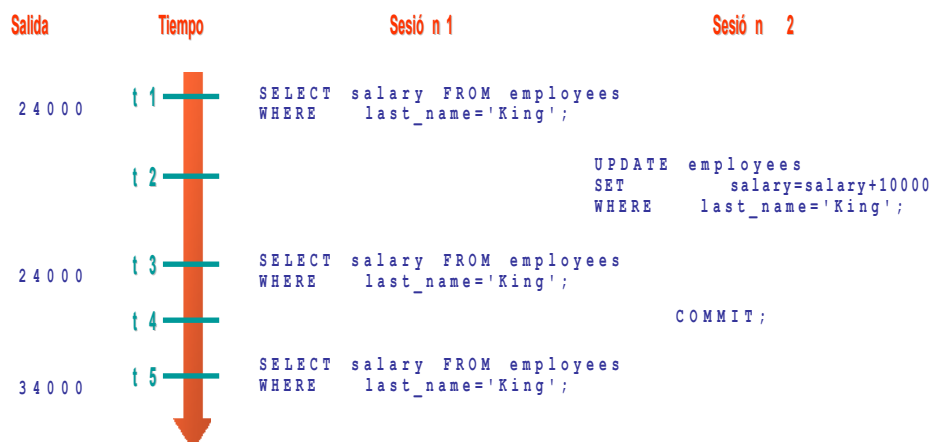 Salida Tiempo Sesió n 1 Sesió n 2
t 1 SELECT salary FROM employees
24000 WHERE last_name='King';
UPDATE employees
t 2 SET salary=salary+10000
WHERE last_name='King';
t 3 SELECT salary FROM employees
24000 WHERE last_name='King';
t 4 COMMIT;
t 5 SELECT salary FROM employees
34000 WHERE last_name='King';